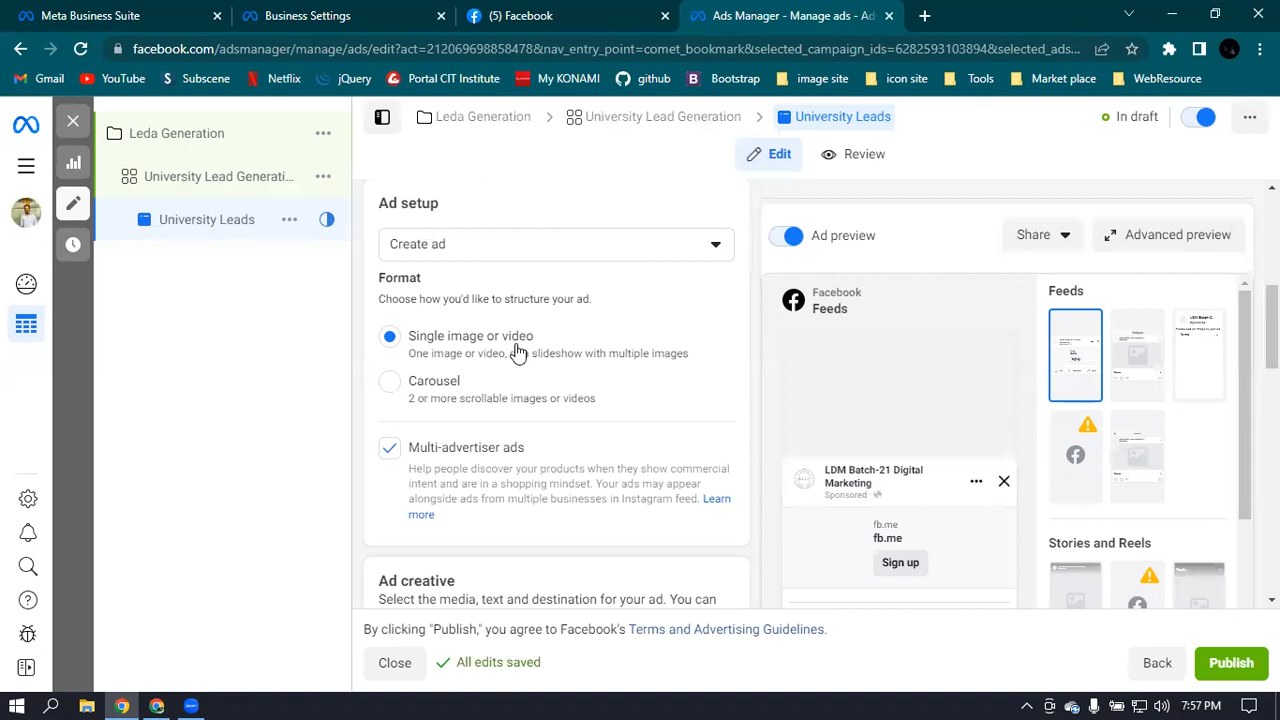 Meta Business Suite
Business Settings
Facebook
Ads Manager - Manage ads - Ads
facebook.com/adsmanager/manage/ads/edit?act=212069698858478&nav_entry_point=comet_bookmark&selected_campaign_ids=62825931038894&selected_ads...
Gmail
YouTube
Subscene
Netflix
jQuery
Portal CIT Institute
My KONAMI
github
Bootstrap
image site
icon site
Tools
Market place
WebResource
Leda Generation
University Lead Generati...
University Leads
Leda Generation > University Lead Generation > University Leads
In draft
Edit
Review
Ad setup
Create ad
Format
Choose how you'd like to structure your ad.
Single image or video
One image or video, slideshow with multiple images
Carousel
2 or more scrollable images or videos
Multi-advertiser ads
Help people discover your products when they show commercial
intent and are in a shopping mindset. Your ads may appear
alongside ads from multiple businesses in Instagram feed. Learn
more
Ad creative
Select the media, text and destination for your ad. You can
Ad preview
Share
Advanced preview
Facebook
Feeds
LDM Batch-21 Digital
Marketing
Sponsored
fb.me
fb.me
Sign up
Feeds
Stories and Reels
By clicking "Publish," you agree to Facebook's Terms and Advertising Guidelines.
Close
All edits saved
Back
Publish
7:57 PM